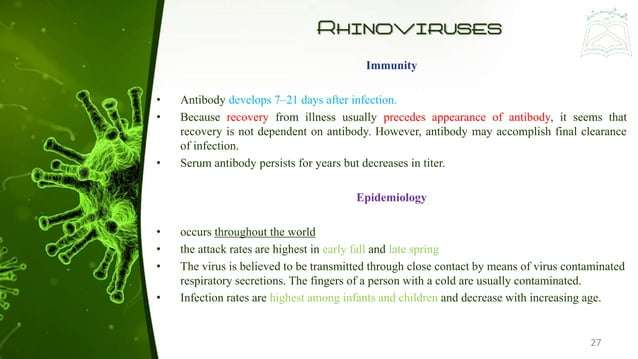 Rhinoviruses
Immunity
• Antibody develops 7–21 days after infection.
• Because recovery from illness usually precedes appearance of antibody, it seems that
recovery is not dependent on antibody. However, antibody may accomplish final clearance
of infection.
• Serum antibody persists for years but decreases in titer.
Epidemiology
• occurs throughout the world
• the attack rates are highest in early fall and late spring
• The virus is believed to be transmitted through close contact by means of virus contaminated
respiratory secretions. The fingers of a person with a cold are usually contaminated.
• Infection rates are highest among infants and children and decrease with increasing age.
27